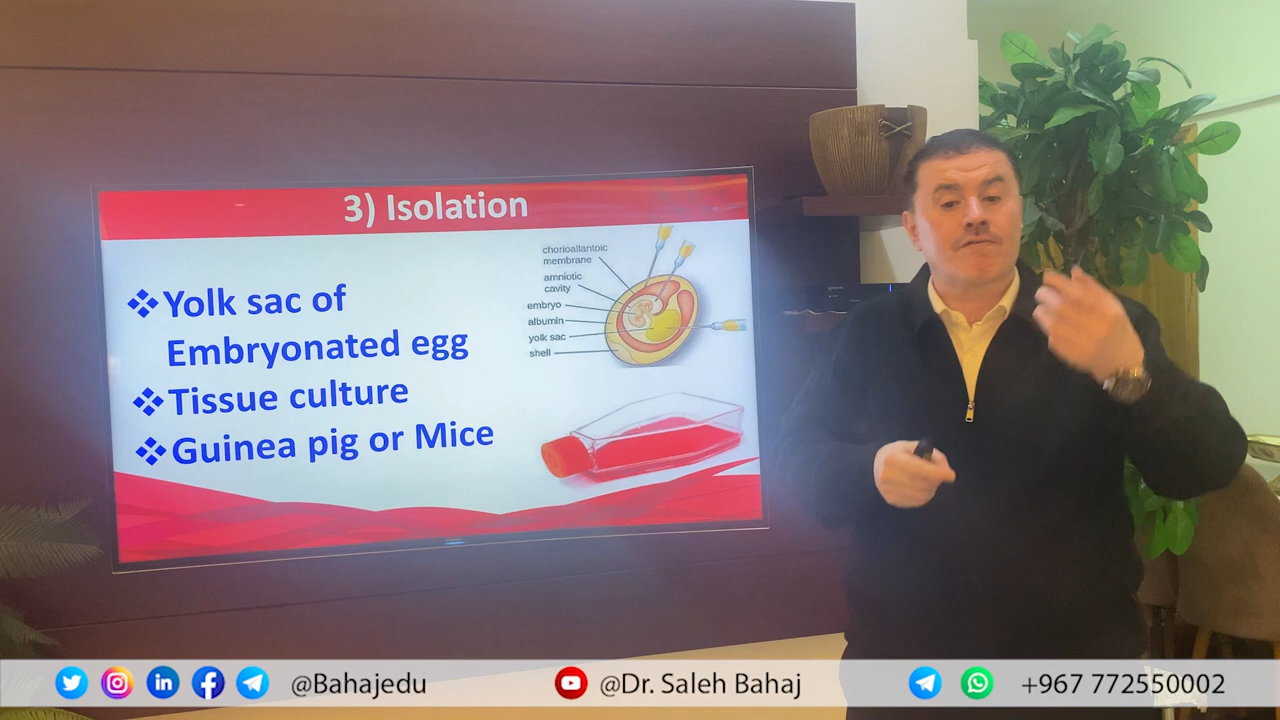 3) Isolation
❖Yolk sac of
Embryonated egg
❖Tissue culture
❖Guinea pig or Mice
chorioallantoic
membrane
amniotic
cavity
embryo
albumin
yolk sac
shell
@Bahajedu
@Dr. Saleh Bahaj
+967 772550002